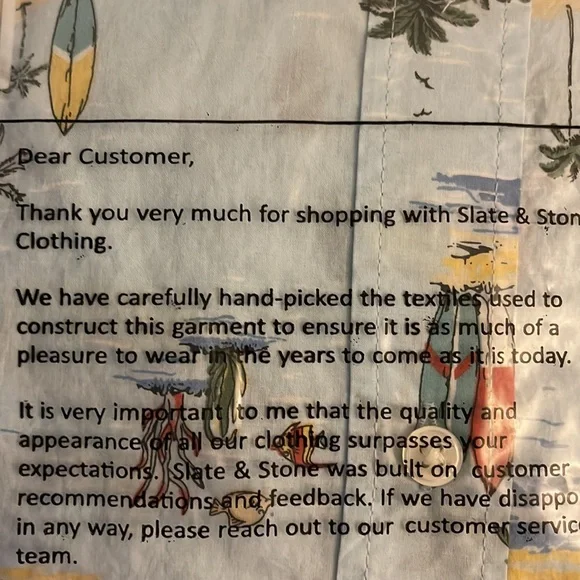 Dear Customer,
Thank you very much for shopping with Slate & Ston
Clothing.
We have carefully hand-picked the textiles used to
construct this garment to ensure it is as much of a
pleasure to wear in the years to come as it is today.
It is very important to me that the quality and
appearance of all our clothing surpasses your
expectations. Slate & Stone was built on customer
recommendations and feedback. If we have disappo
in any way, please reach out to our customer servic
team.